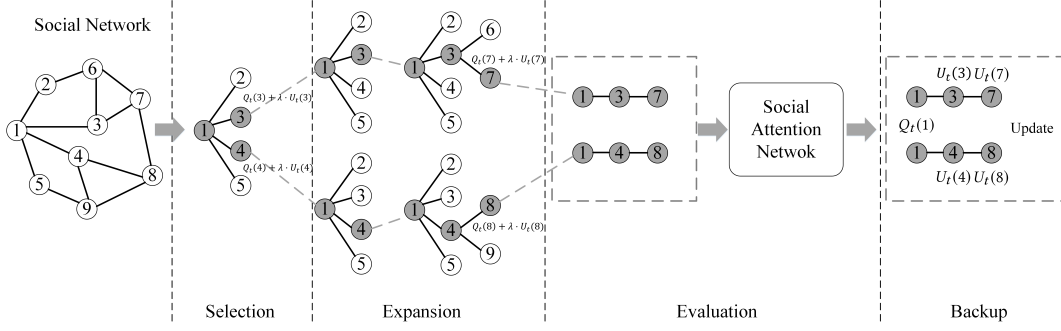 Social Network
1
2
6
7
3
4
5
8
9
1
2
3
4
5
Q_t(3) + λ · U_t(3)
Q_t(4) + λ · U_t(4)
Selection
1
2
3
4
5
1
2
3
4
5
6
7
Q_t(7) + λ · U_t(7)
1
2
3
4
5
1
2
3
4
5
8
9
Q_t(8) + λ · U_t(8)
Expansion
1 3 7
1 4 8
Social
Attention
Netwok
Evaluation
U_t(3) U_t(7)
1 3 7
Q_t(1) Update
1 4 8
U_t(4) U_t(8)
Backup